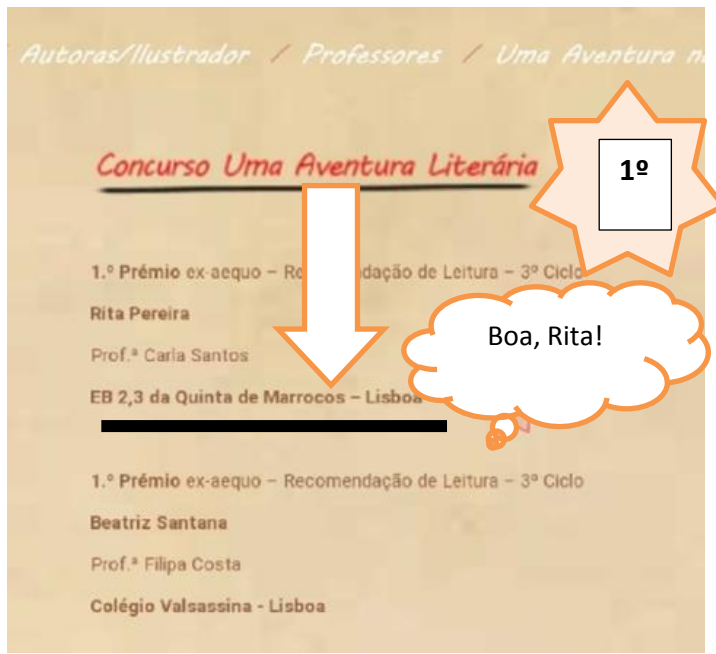 Autoras/Ilustrador / Professores / Uma Aventura n
Concurso Uma Aventura Literária
1º
1.º Prémio ex-aequo – Re dação de Leitura – 3º Ciclo
Rita Pereira
Boa, Rita!
Prof.ª Carla Santos
EB 2,3 da Quinta de Marrocos – Lisboa
1.º Prémio ex-aequo – Recomendação de Leitura – 3º Ciclo
Beatriz Santana
Prof.ª Filipa Costa
Colégio Valsassina - Lisboa